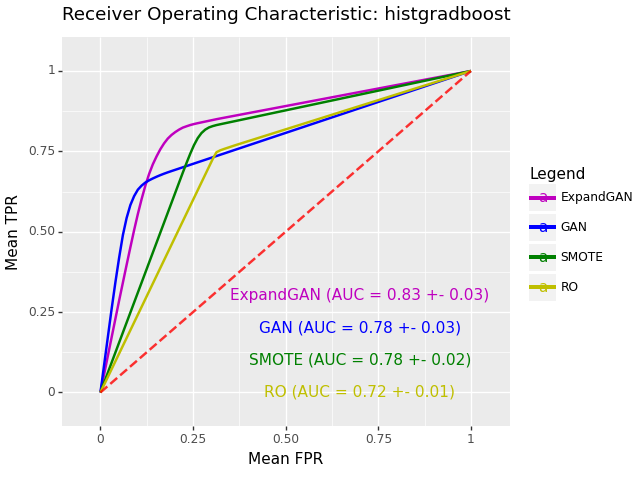 Receiver Operating Characteristic: histgradboost
Mean TPR
1
0.75
0.50
0.25
0
ExpandGAN (AUC = 0.83 +- 0.03)
GAN (AUC = 0.78 +- 0.03)
SMOTE (AUC = 0.78 +- 0.02)
RO (AUC = 0.72 +- 0.01)
0 0.25 0.50 0.75 1
Mean FPR
Legend
a ExpandGAN
a GAN
a SMOTE
a RO